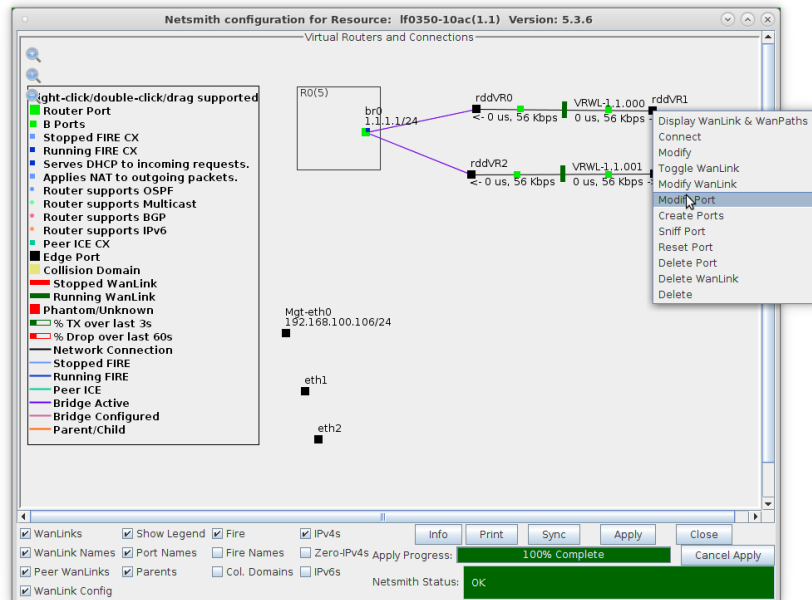 Netsmith configuration for Resource: lf0350-10ac(1.1) Version: 5.3.6
Virtual Routers and Connections
ight-click/double-click/drag supported
Router Port
B Ports
Stopped FIRE CX
Running FIRE CX
Serves DHCP to incoming requests.
Applies NAT to outgoing packets.
Router supports OSPF
Router supports Multicast
Router supports BGP
Router supports IPv6
Peer ICE CX
Edge Port
Collision Domain
Stopped WanLink
Running WanLink
Phantom/Unknown
% TX over last 3s
% Drop over last 60s
Network Connection
Stopped FIRE
Running FIRE
Peer ICE
Bridge Active
Bridge Configured
Parent/Child
R0(5)
br0
1.1.1.1/24
rddVR0
<- 0 us, 56 Kbps
VRWL-1.1.000
0 us, 56 Kbps
rddVR1
rddVR2
<- 0 us, 56 Kbps
VRWL-1.1.001
0 us, 56 Kbps -
Mgt-eth0
192.168.100.106/24
eth1
eth2
Display WanLink & WanPaths
Connect
Modify
Toggle WanLink
Modify WanLink
Modify Port
Create Ports
Sniff Port
Reset Port
Delete Port
Delete WanLink
Delete
WanLinks Show Legend Fire IPv4s Info Print Sync Apply Close
WanLink Names Port Names Fire Names Zero-IPv4s Apply Progress: 100% Complete Cancel Apply
Peer WanLinks Parents Col. Domains IPv6s Netsmith Status: OK
WanLink Config